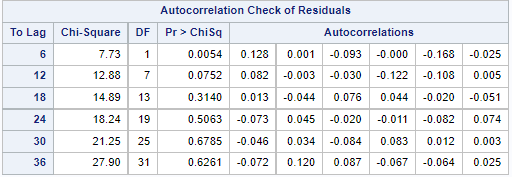 Autocorrelation Check of Residuals
To Lag Chi-Square DF Pr > ChiSq Autocorrelations
6 7.73 1 0.0054 0.128 0.001 -0.093 -0.000 -0.168 -0.025
12 12.88 7 0.0752 0.082 -0.003 -0.030 -0.122 -0.108 0.005
18 14.89 13 0.3140 0.013 -0.044 0.076 0.044 -0.020 -0.051
24 18.24 19 0.5063 -0.073 0.045 -0.020 -0.011 -0.082 0.074
30 21.25 25 0.6785 -0.046 0.034 -0.084 0.083 0.012 0.003
36 27.90 31 0.6261 -0.072 0.120 0.087 -0.067 -0.064 0.025